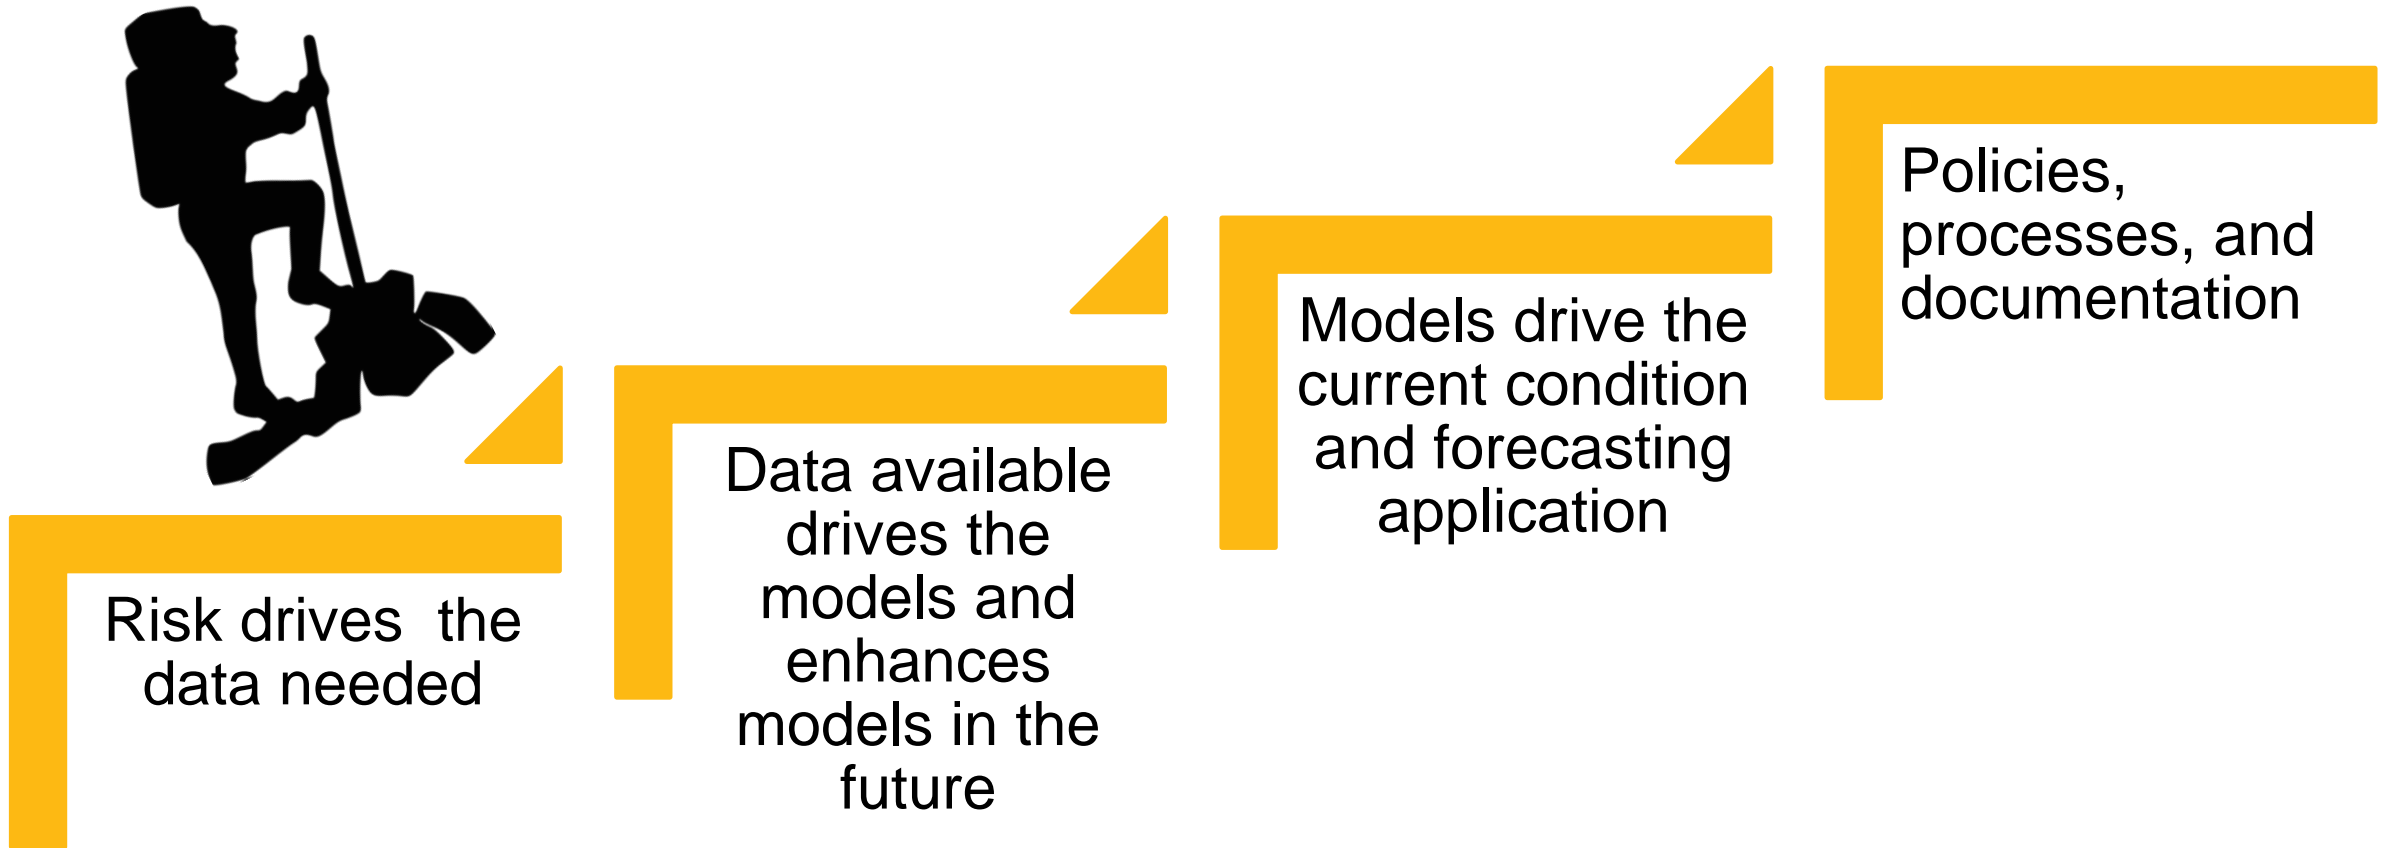 Risk drives  the
data needed
Data available
drives the
models and
enhances
models in the
future
Models drive the
current condition
and forecasting
application
Policies,
processes, and
documentation